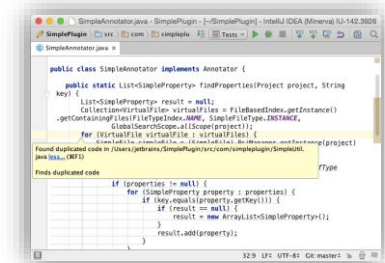 SimpleAnnotator.java - SimplePlugin - [~/SimplePlugin] - IntelliJ IDEA (Minerva) IU-142.3926
SimplePlugin src com simpleplu Tests
SimpleAnnotator.java ×
public class SimpleAnnotator implements Annotator {
public static List<SimpleProperty> findProperties(Project project, String
key) {
List<SimpleProperty> result = null;
Collection<VirtualFile> virtualFiles = FileBasedIndex.getInstance()
.getContainingFiles(FileTypeIndex.NAME, SimpleFileType.INSTANCE,
GlobalSearchScope.allScope(project));
for (VirtualFile virtualFile : virtualFiles) {
Found duplicated code in /Users/jetbrains/SimplePlugin/src/com/simpleplugin/SimpleUtil.
java less... (⌘F1)
Finds duplicated code
if (properties != null) {
for (SimpleProperty property : properties) {
if (key.equals(property.getKey())) {
if (result == null) {
result = new ArrayList<SimpleProperty>();
}
result.add(property);
}
32:9 LF÷ UTF-8÷ Git: master÷